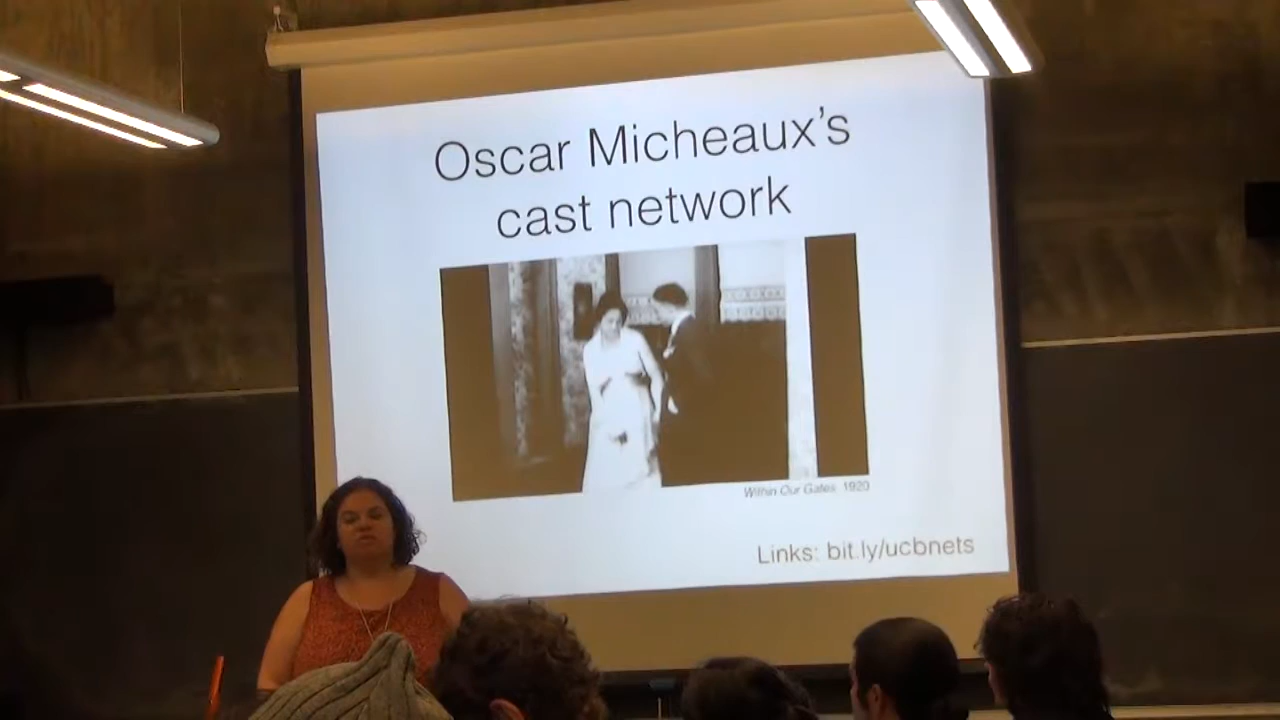 Oscar Micheaux's
cast network
Within Our Gates 1920
Links: bit.ly/ucbnets